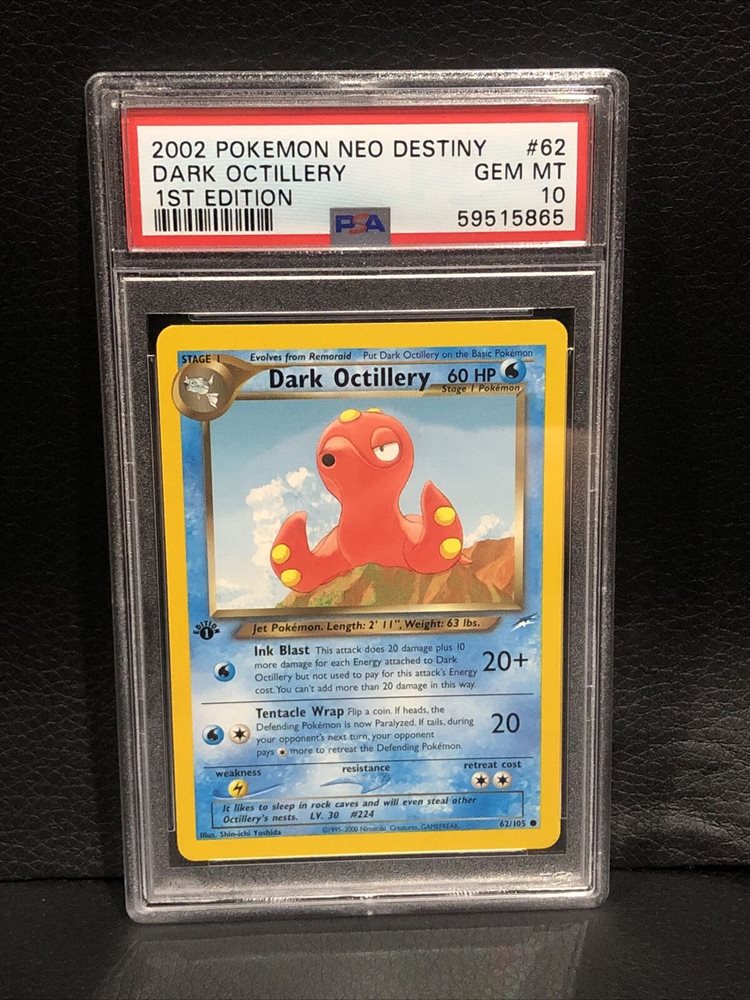 2002 POKEMON NEO DESTINY #62
DARK OCTILLERY GEM MT
1ST EDITION 10
PSA 59515865
STAGE 1 Evolves from Remoraid Put Dark Octillery on the Basic Pokémon
Dark Octillery 60 HP
Stage 1 Pokémon
Jet Pokémon. Length: 2' 11", Weight: 63 lbs.
EDITION
1
Ink Blast This attack does 20 damage plus 10
more damage for each Energy attached to Dark
Octillery but not used to pay for this attack's Energy
cost. You can't add more than 20 damage in this way.
20+
Tentacle Wrap Flip a coin. If heads, the
Defending Pokémon is now Paralyzed. If tails, during
your opponent's next turn, your opponent
pays more to retreat the Defending Pokémon.
20
weakness resistance retreat cost
It likes to sleep in rock caves and will even steal other
Octillery's nests. LV. 30 #224
Illus. Shin-ichi Yoshida ©1995-2000 Nintendo, Creatures, GAMEFREAK. 62/105